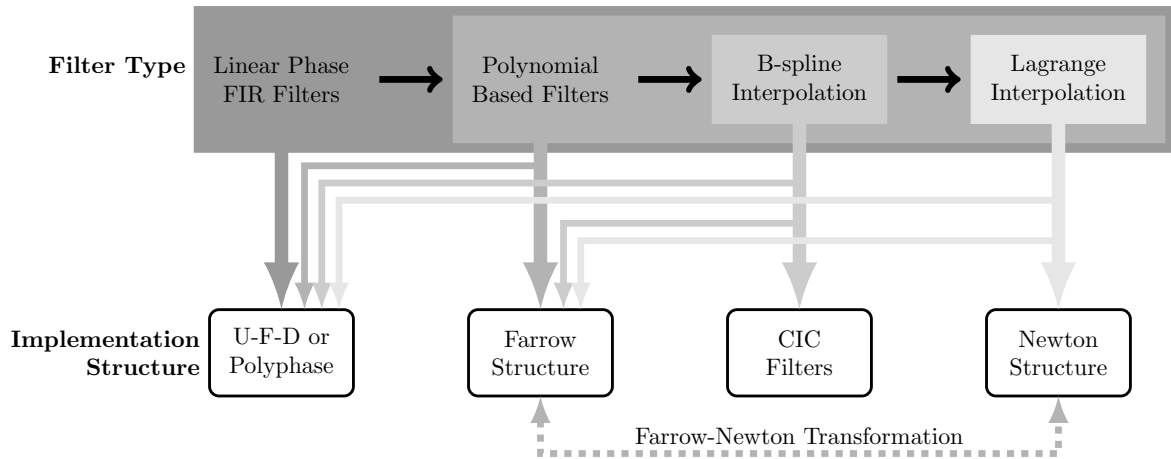 Filter Type
Linear Phase
FIR Filters
Polynomial
Based Filters
B-spline
Interpolation
Lagrange
Interpolation
Implementation
Structure
U-F-D or
Polyphase
Farrow
Structure
CIC
Filters
Newton
Structure
Farrow-Newton Transformation